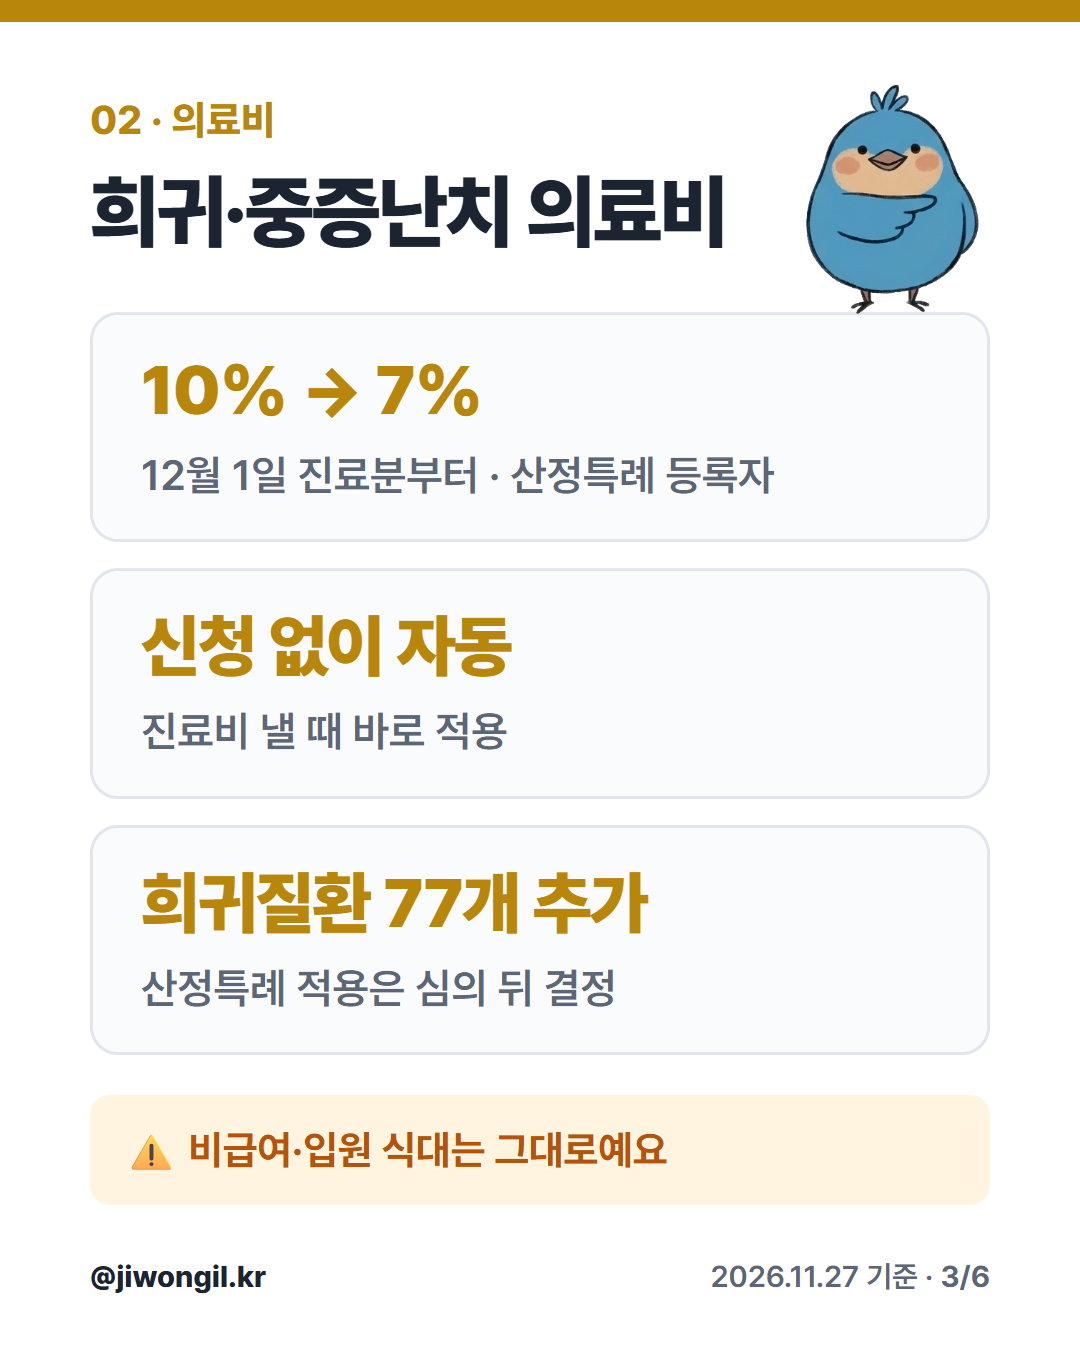 02 · 의료비
희귀·중증난치 의료비
10% → 7%
12월 1일 진료분부터 · 산정특례 등록자
신청 없이 자동
진료비 낼 때 바로 적용
희귀질환 77개 추가
산정특례 적용은 심의 뒤 결정
⚠️ 비급여·입원 식대는 그대로예요
@jiwongil.kr
2026.11.27 기준 · 3/6